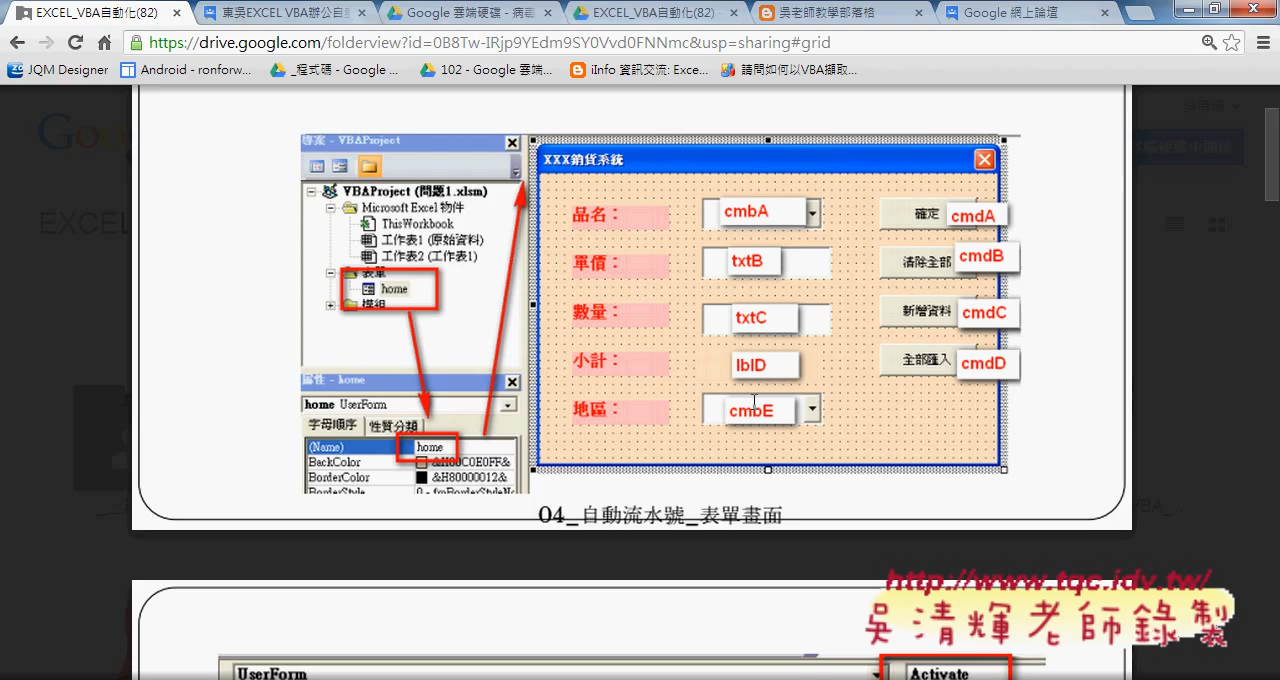 EXCEL_VBA自動化(82)
東吳EXCEL VBA辦公自
Google 雲端硬碟 - 病毒
EXCEL_VBA自動化(82)
吳老師教學部落格
Google 網上論壇
https://drive.google.com/folderview?id=0B8Tw-IRjp9YEdm9SY0Vvd0FNNmc&usp=sharing#grid
JQM Designer
Android - ronforw...
_程式碼 - Google ...
102 - Google 雲端...
iInfo 資訊交流: Exce...
請問如何以VBA擷取...
專案 - VBAProject
VBAProject (問題1.xlsm)
Microsoft Excel 物件
ThisWorkbook
工作表1 (原始資料)
工作表2 (工作表1)
表單
home
模組
屬性 - home
home UserForm
字母順序
性質分類
(Name)
home
BackColor
&H00C0E0FF&
BorderColor
&H80000012&
BorderStyle
XXX銷貨系統
品名：
cmbA
確定
cmdA
單價：
txtB
清除全部
cmdB
數量：
txtC
新增資料
cmdC
小計：
lblD
全部匯入
cmdD
地區：
cmbE
04_自動流水號_表單畫面
http://www.tqc.idv.tw/
吳清輝老師錄製
UserForm
Activate